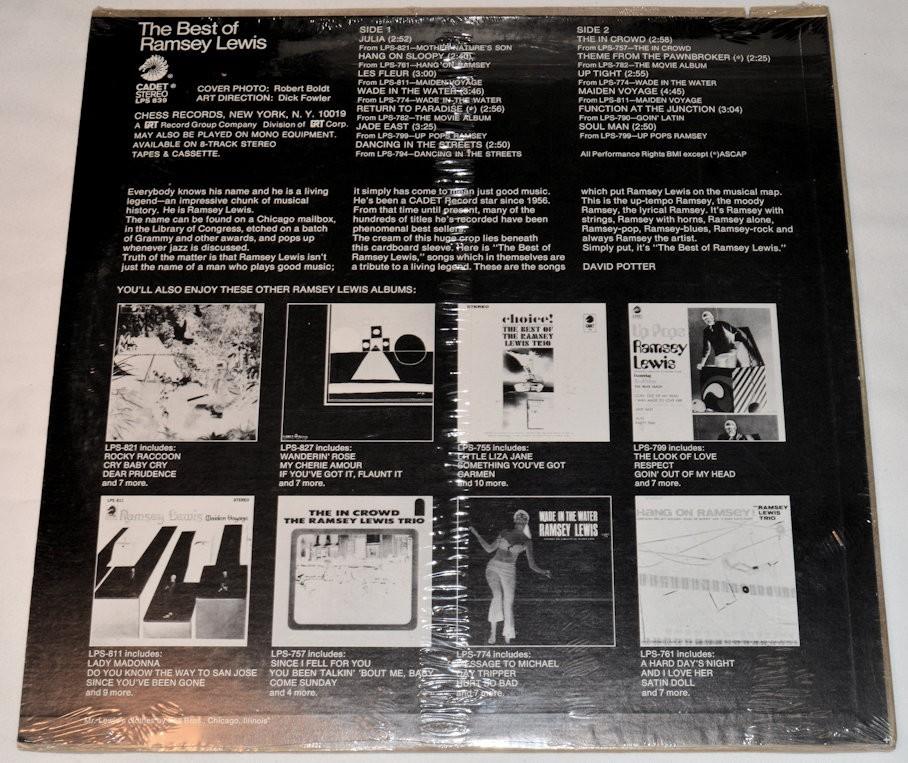 The Best of
Ramsey Lewis
CADET
STEREO
LPS 839
COVER PHOTO: Robert Boldt
ART DIRECTION: Dick Fowler
CHESS RECORDS, NEW YORK, N. Y. 10019
A GRT Record Group Company Division of GRT Corp.
MAY ALSO BE PLAYED ON MONO EQUIPMENT.
AVAILABLE ON 8-TRACK STEREO
TAPES & CASSETTE.
SIDE 1
JULIA (2:52)
From LPS-821—MOTHER NATURE'S SON
HANG ON SLOOPY
From LPS-761—HANG ON RAMSEY
LES FLEUR (3:00)
From LPS-811—MAIDEN VOYAGE
WADE IN THE WATER (3:46)
From LPS-774—WADE IN THE WATER
RETURN TO PARADISE (*) (2:56)
From LPS-782—THE MOVIE ALBUM
JADE EAST (3:25)
From LPS-799—UP POPS RAMSEY
DANCING IN THE STREETS (2:50)
From LPS-794—DANCING IN THE STREETS
SIDE 2
THE IN CROWD (2:58)
From LPS-757—THE IN CROWD
THEME FROM THE PAWNBROKER (*) (2:25)
From LPS-782—THE MOVIE ALBUM
UP TIGHT (2:55)
From LPS-774—WADE IN THE WATER
MAIDEN VOYAGE (4:45)
From LPS-811—MAIDEN VOYAGE
FUNCTION AT THE JUNCTION (3:04)
From LPS-790—GOIN' LATIN
SOUL MAN (2:50)
From LPS-799—UP POPS RAMSEY
All Performance Rights BMI except (*)ASCAP
Everybody knows his name and he is a living
legend—an impressive chunk of musical
history. He is Ramsey Lewis.
The name can be found on a Chicago mailbox,
in the Library of Congress, etched on a batch
of Grammy and other awards, and pops up
whenever jazz is discussed.
Truth of the matter is that Ramsey Lewis isn't
just the name of a man who plays good music;
it simply has come to mean just good music.
He's been a CADET Record star since 1956.
From that time until present, many of the
hundreds of titles he's recorded have been
phenomenal best sellers.
The cream of this huge crop lies beneath
this cardboard sleeve. Here is "The Best of
Ramsey Lewis," songs which in themselves are
a tribute to a living legend. These are the songs
which put Ramsey Lewis on the musical map.
This is the up-tempo Ramsey, the moody
Ramsey, the lyrical Ramsey. It's Ramsey with
strings, Ramsey with horns, Ramsey alone,
Ramsey-pop, Ramsey-blues, Ramsey-rock and
always Ramsey the artist.
Simply put, it's "The Best of Ramsey Lewis."
DAVID POTTER
YOU'LL ALSO ENJOY THESE OTHER RAMSEY LEWIS ALBUMS:
STEREO
choice!
THE BEST OF
THE RAMSEY
LEWIS TRIO
CADET
Up Pops
Ramsey
Lewis
LPS-821 includes:
ROCKY RACCOON
CRY BABY CRY
DEAR PRUDENCE
and 7 more.
LPS-827 includes:
WANDERIN' ROSE
MY CHERIE AMOUR
IF YOU'VE GOT IT, FLAUNT IT
and 7 more.
LPS-755 includes:
LITTLE LIZA JANE
SOMETHING YOU'VE GOT
CARMEN
and 10 more.
LPS-799 includes:
THE LOOK OF LOVE
RESPECT
GOIN' OUT OF MY HEAD
and 7 more.
LPS-811
STEREO
Ramsey Lewis Maiden Voyage
THE IN CROWD
THE RAMSEY LEWIS TRIO
WADE IN THE WATER
RAMSEY LEWIS
HANG ON RAMSEY!
RAMSEY
LEWIS
TRIO
LPS-811 includes:
LADY MADONNA
DO YOU KNOW THE WAY TO SAN JOSE
SINCE YOU'VE BEEN GONE
and 9 more.
LPS-757 includes:
SINCE I FELL FOR YOU
YOU BEEN TALKIN' 'BOUT ME, BABY
COME SUNDAY
and 4 more.
LPS-774 includes:
MESSAGE TO MICHAEL
DAY TRIPPER
HURT SO BAD
and 7 more.
LPS-761 includes:
A HARD DAY'S NIGHT
AND I LOVE HER
SATIN DOLL
and 7 more.
Mr. Lewis's clothes by Bros., Chicago, Illinois